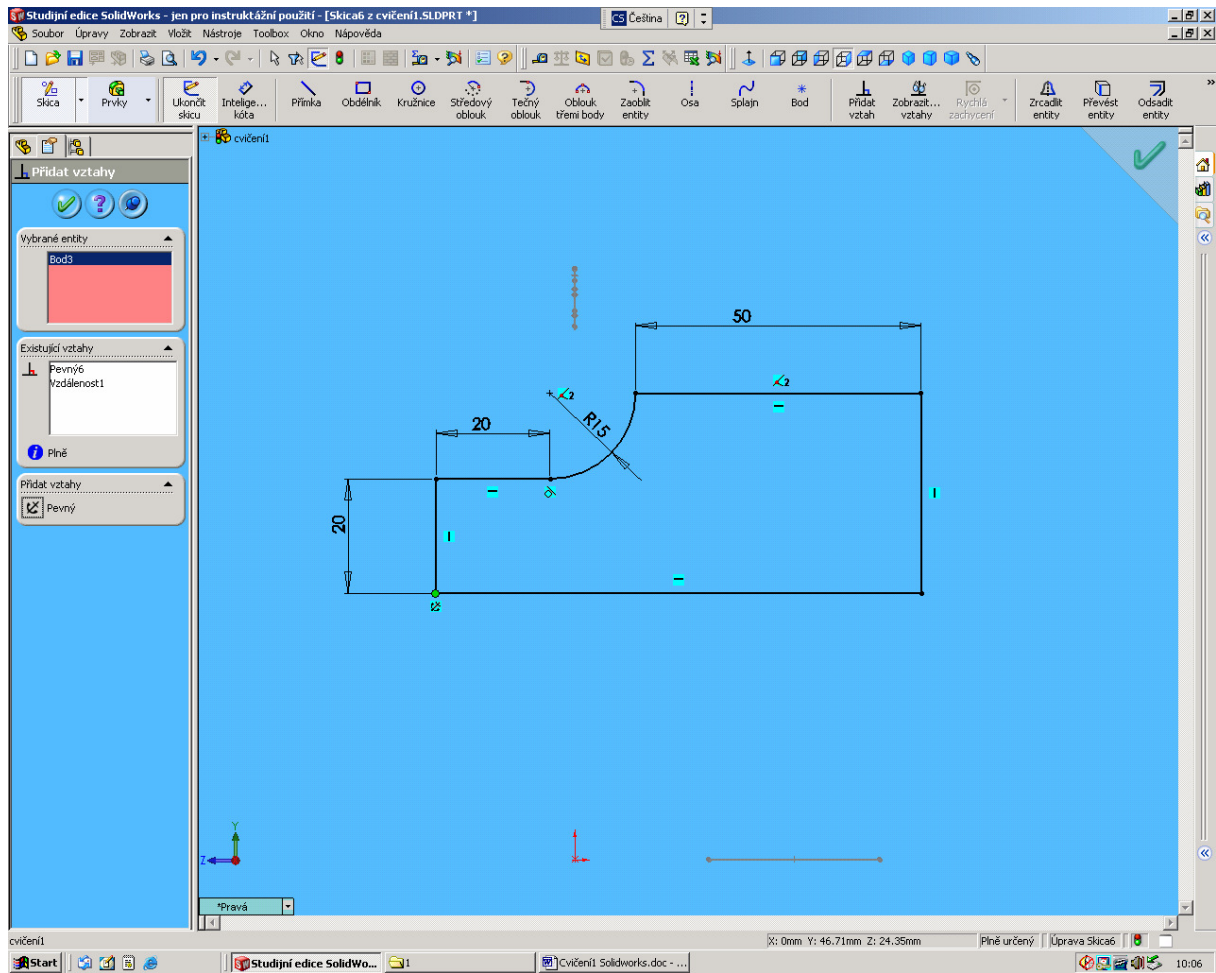 Studijní edice SolidWorks - jen pro instruktážní použití - [Skica6 z cvičení1.SLDPRT *]
CS Čeština
Soubor Úpravy Zobrazit Vložit Nástroje Toolbox Okno Nápověda
Skica Prvky Ukončit skicu Intelige... kóta Přímka Obdélník Kružnice Středový oblouk Tečný oblouk Oblouk třemi body Zaoblit entity Osa Splajn Bod Přidat vztah Zobrazit... vztahy Rychlá zachycení Zrcadlit entity Převést entity Odsadit entity
cvičení1
Přidat vztahy
Vybrané entity
Bod3
Existující vztahy
Pevný6
Vzdálenost1
Plně
Přidat vztahy
Pevný
50
2
2
R15
20
20
Y
Z
*Pravá
cvičení1
X: 0mm Y: 46.71mm Z: 24.35mm
Plně určený
Úprava Skica6
Start
Studijní edice SolidWo...
1
Cvičení1 Solidworks.doc - ...
10:06